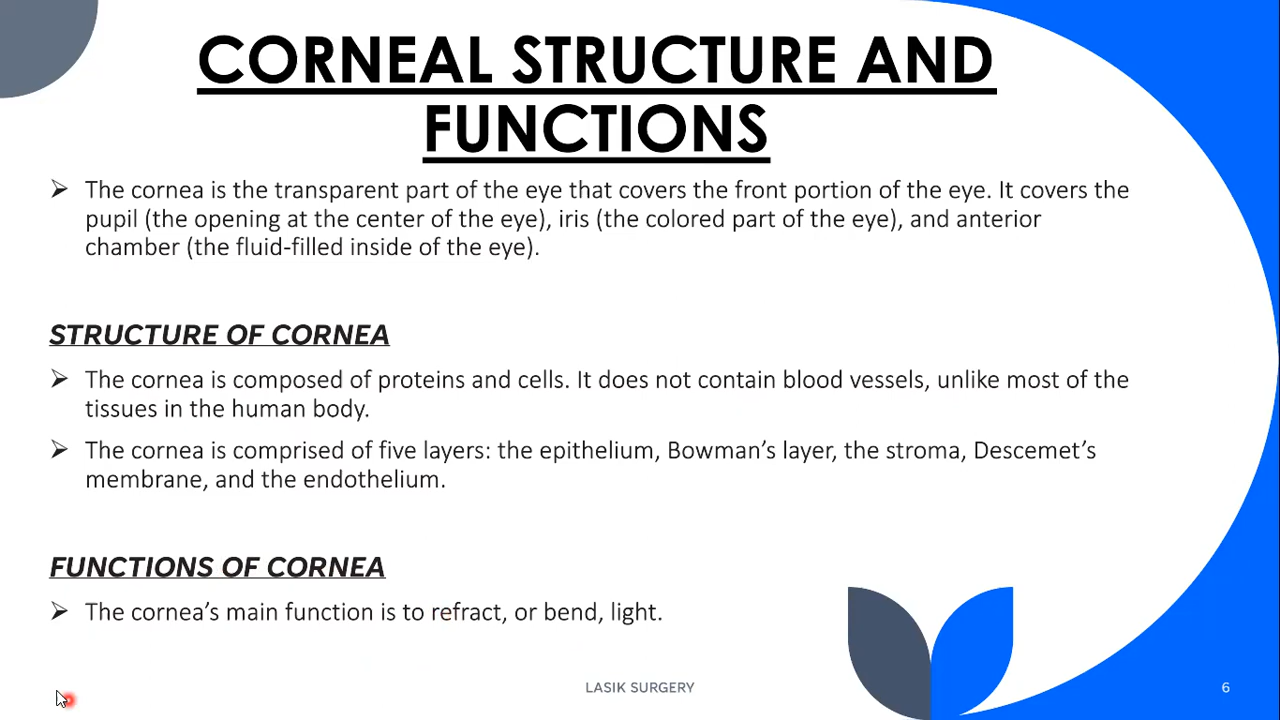 CORNEAL STRUCTURE AND
FUNCTIONS
The cornea is the transparent part of the eye that covers the front portion of the eye. It covers the
pupil (the opening at the center of the eye), iris (the colored part of the eye), and anterior
chamber (the fluid-filled inside of the eye).
STRUCTURE OF CORNEA
The cornea is composed of proteins and cells. It does not contain blood vessels, unlike most of the
tissues in the human body.
The cornea is comprised of five layers: the epithelium, Bowman’s layer, the stroma, Descemet’s
membrane, and the endothelium.
FUNCTIONS OF CORNEA
The cornea’s main function is to refract, or bend, light.
LASIK SURGERY
6